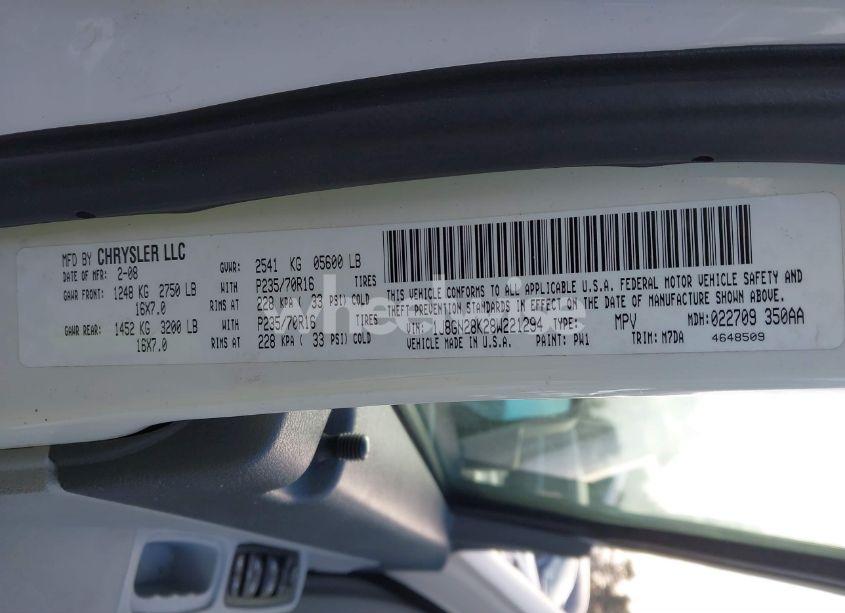 MFD BY CHRYSLER LLC
DATE OF MFR: 2-08
GVWR: 2541 KG 05600 LB
GAWR FRONT: 1248 KG 2750 LB
WITH P235/70R16 TIRES
16X7.0
RIMS AT 228 KPA ( 33 PSI) COLD
GAWR REAR: 1452 KG 3200 LB
WITH P235/70R16 TIRES
16X7.0
RIMS AT 228 KPA ( 33 PSI) COLD
THIS VEHICLE CONFORMS TO ALL APPLICABLE U.S.A. FEDERAL MOTOR VEHICLE SAFETY AND
THEFT PREVENTION STANDARDS IN EFFECT ON THE DATE OF MANUFACTURE SHOWN ABOVE.
VIN: 1J8GN28K28W221294 TYPE: MPV MDH:022709 350AA
VEHICLE MADE IN U.S.A. PAINT: PW1 TRIM: M7DA 4648509